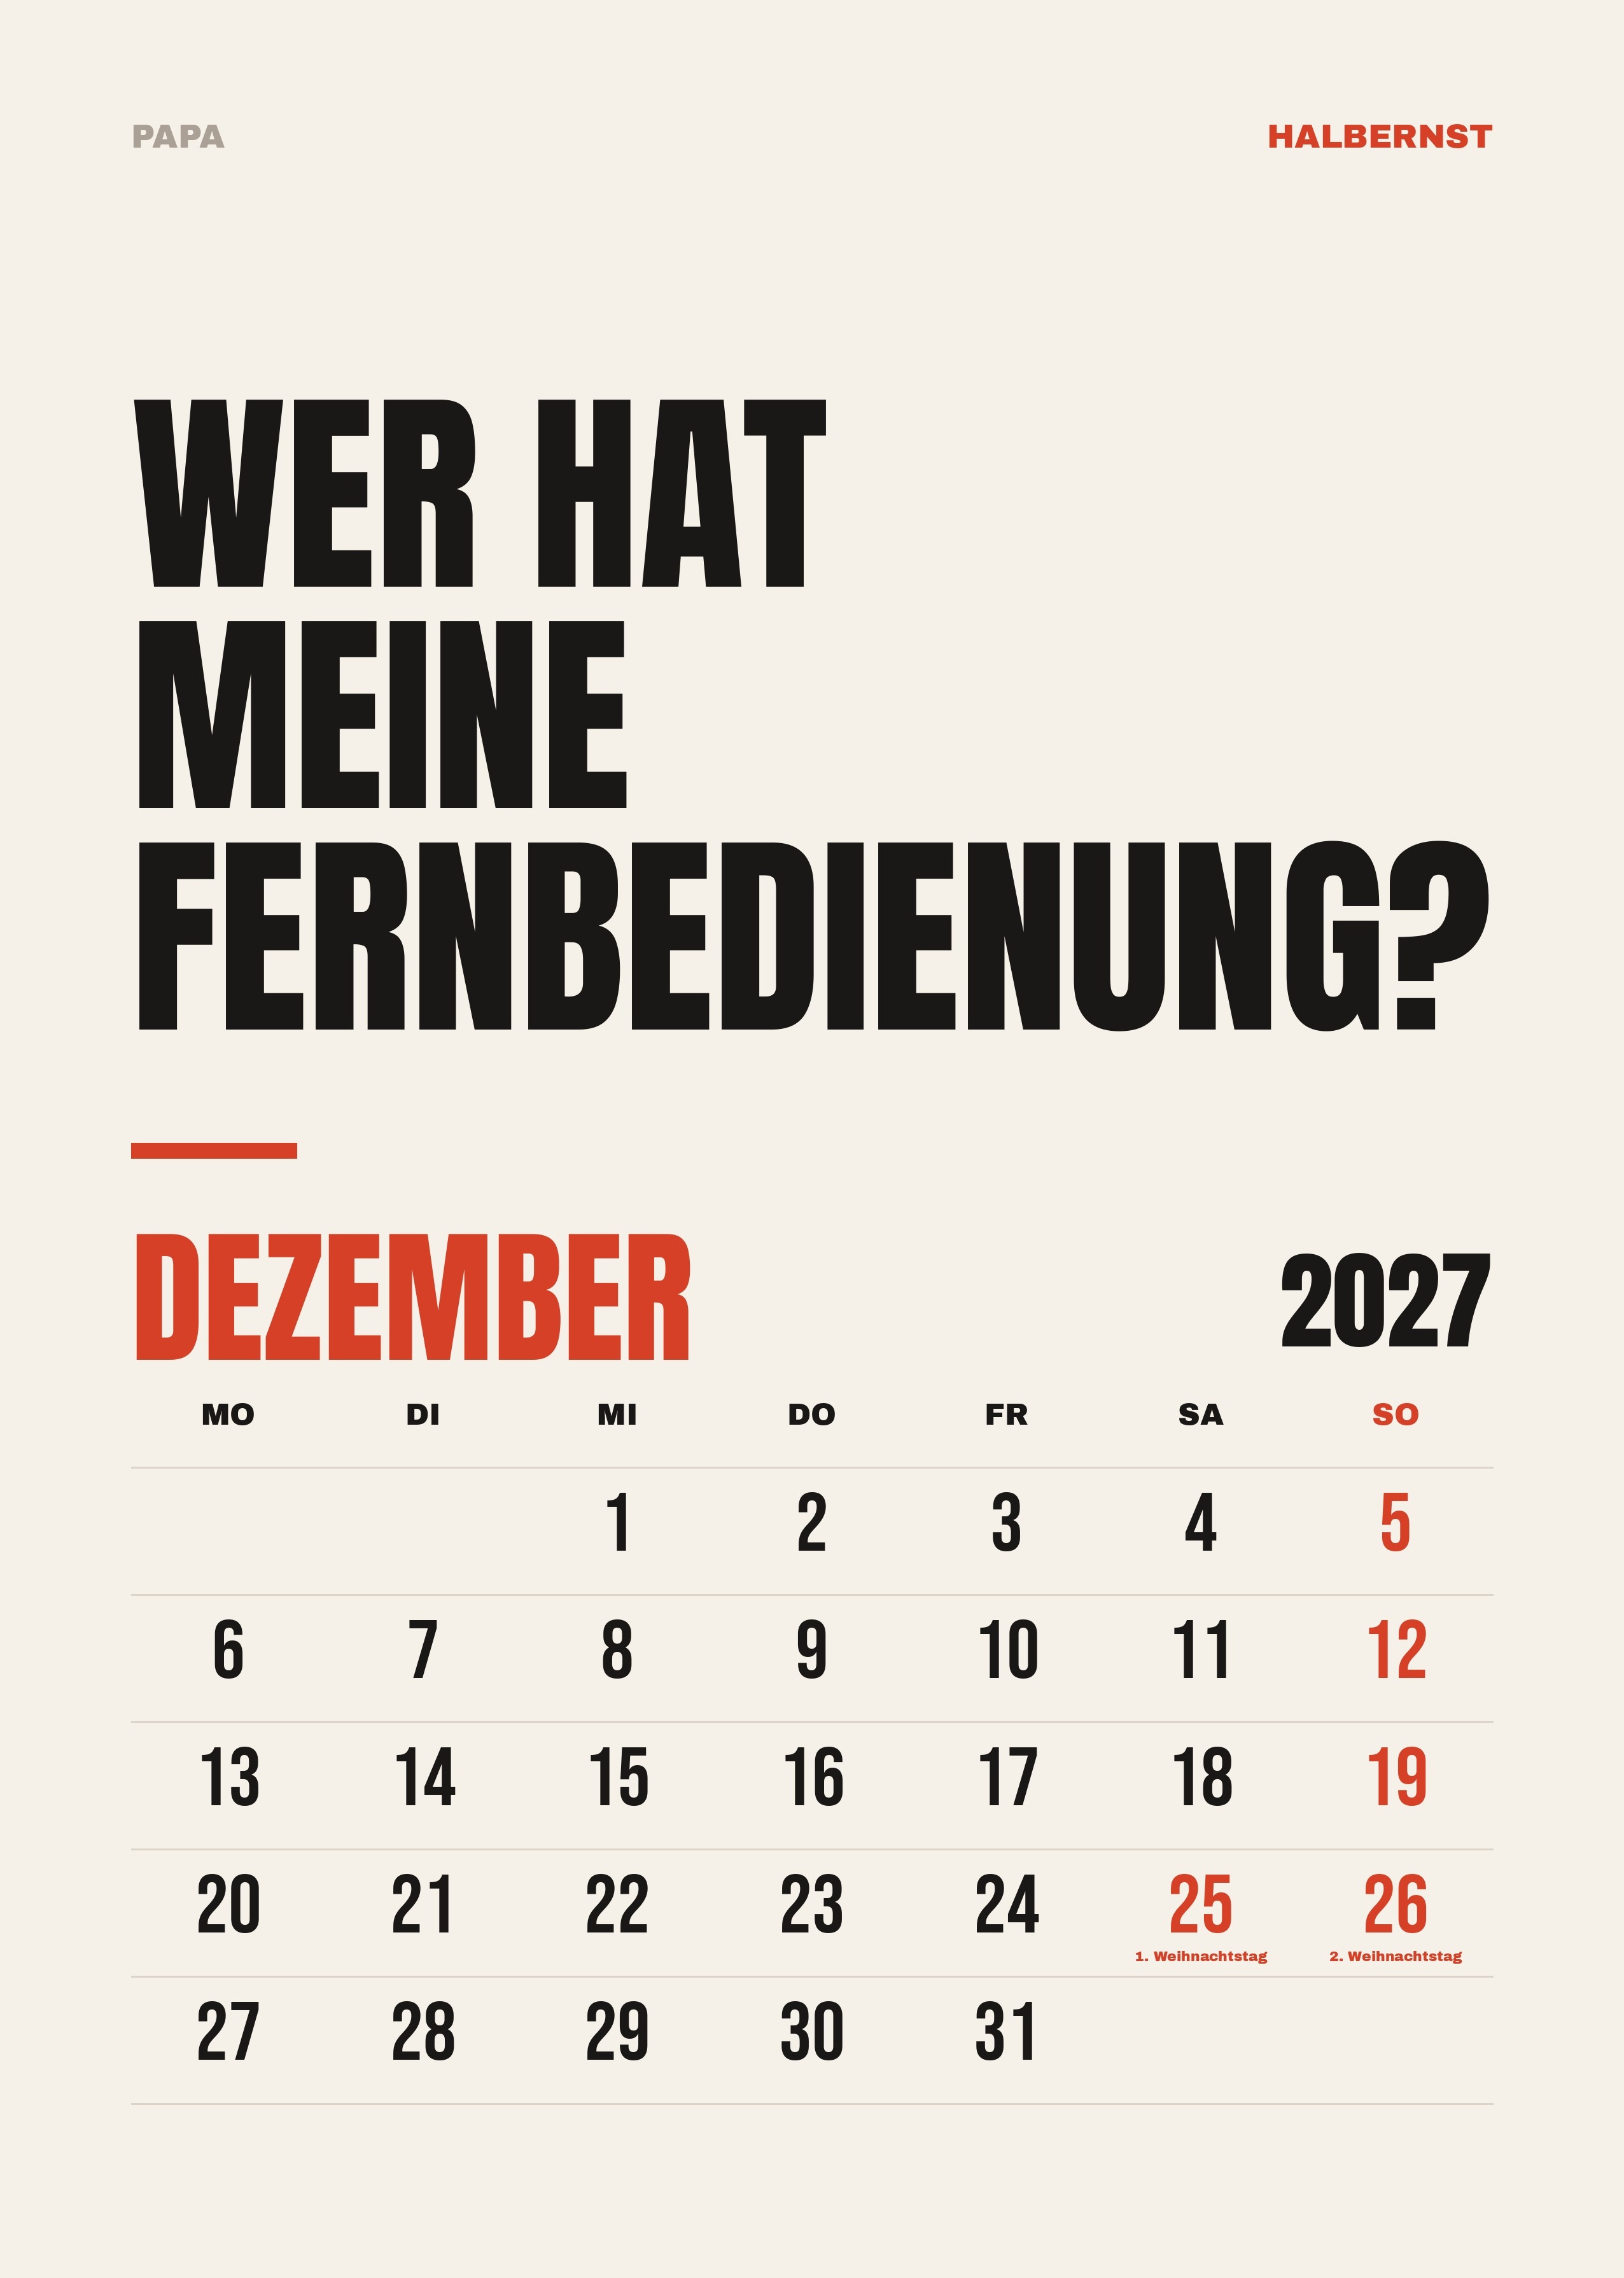 PAPA HALBERNST
WER HAT
MEINE
FERNBEDIENUNG?
DEZEMBER 2027
MO DI MI DO FR SA SO
1 2 3 4 5
6 7 8 9 10 11 12
13 14 15 16 17 18 19
20 21 22 23 24 25 26
1. Weihnachtstag 2. Weihnachtstag
27 28 29 30 31